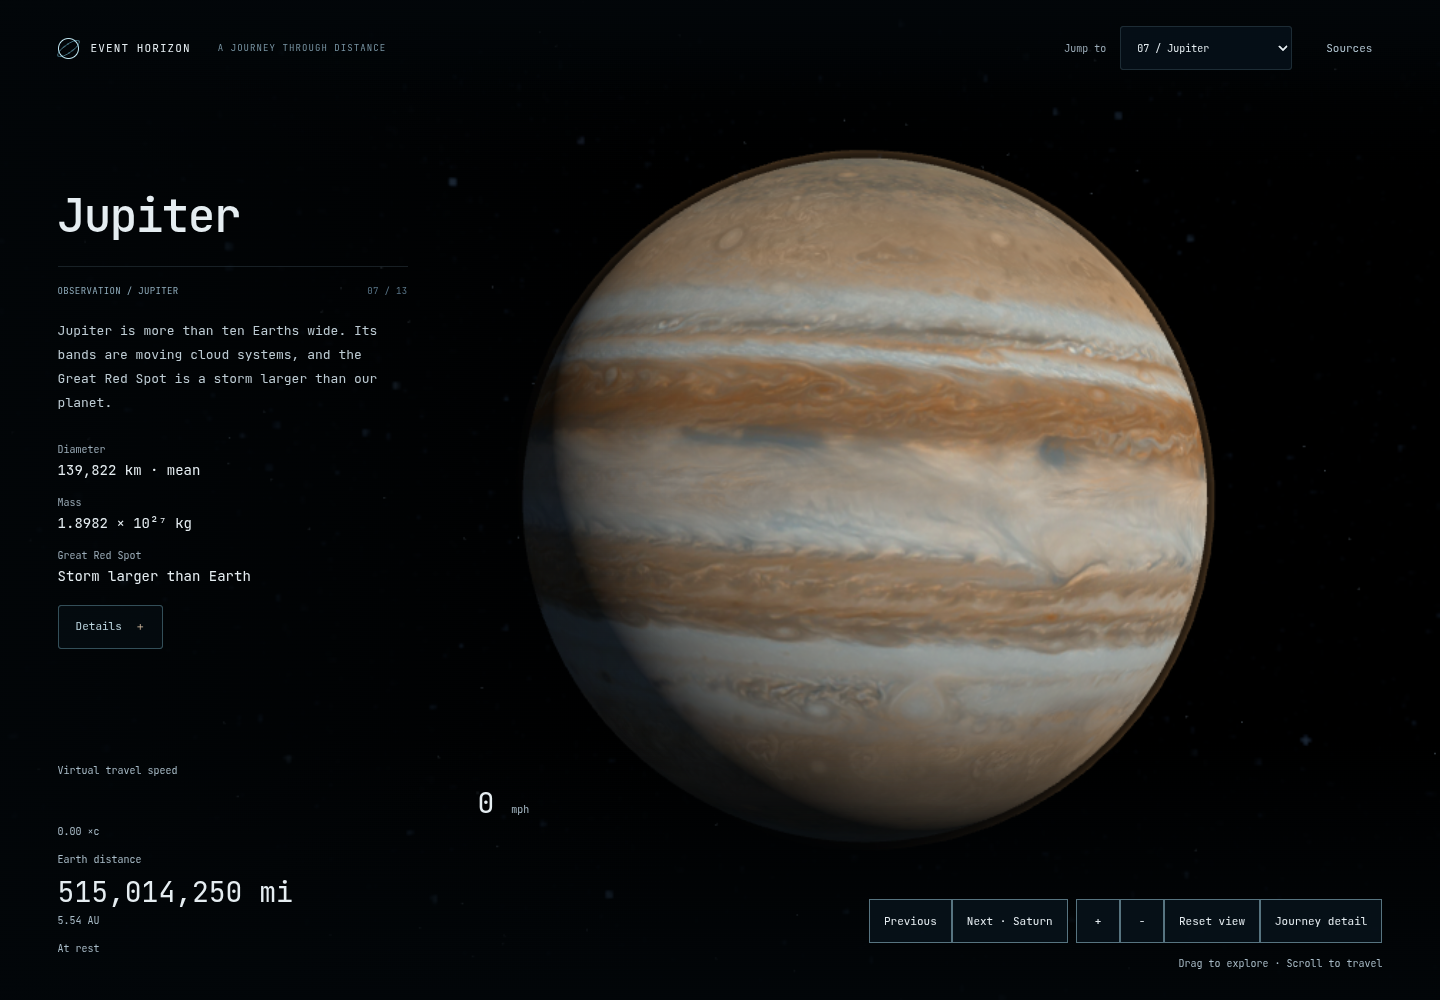 EVENT HORIZON
A JOURNEY THROUGH DISTANCE
Jump to
07 / Jupiter
Sources
Jupiter
OBSERVATION / JUPITER
07 / 13
Jupiter is more than ten Earths wide. Its
bands are moving cloud systems, and the
Great Red Spot is a storm larger than our
planet.
Diameter
139,822 km · mean
Mass
1.8982 × 10²⁷ kg
Great Red Spot
Storm larger than Earth
Details +
Virtual travel speed
0 mph
0.00 ×c
Earth distance
515,014,250 mi
5.54 AU
At rest
Previous
Next · Saturn
+
-
Reset view
Journey detail
Drag to explore · Scroll to travel